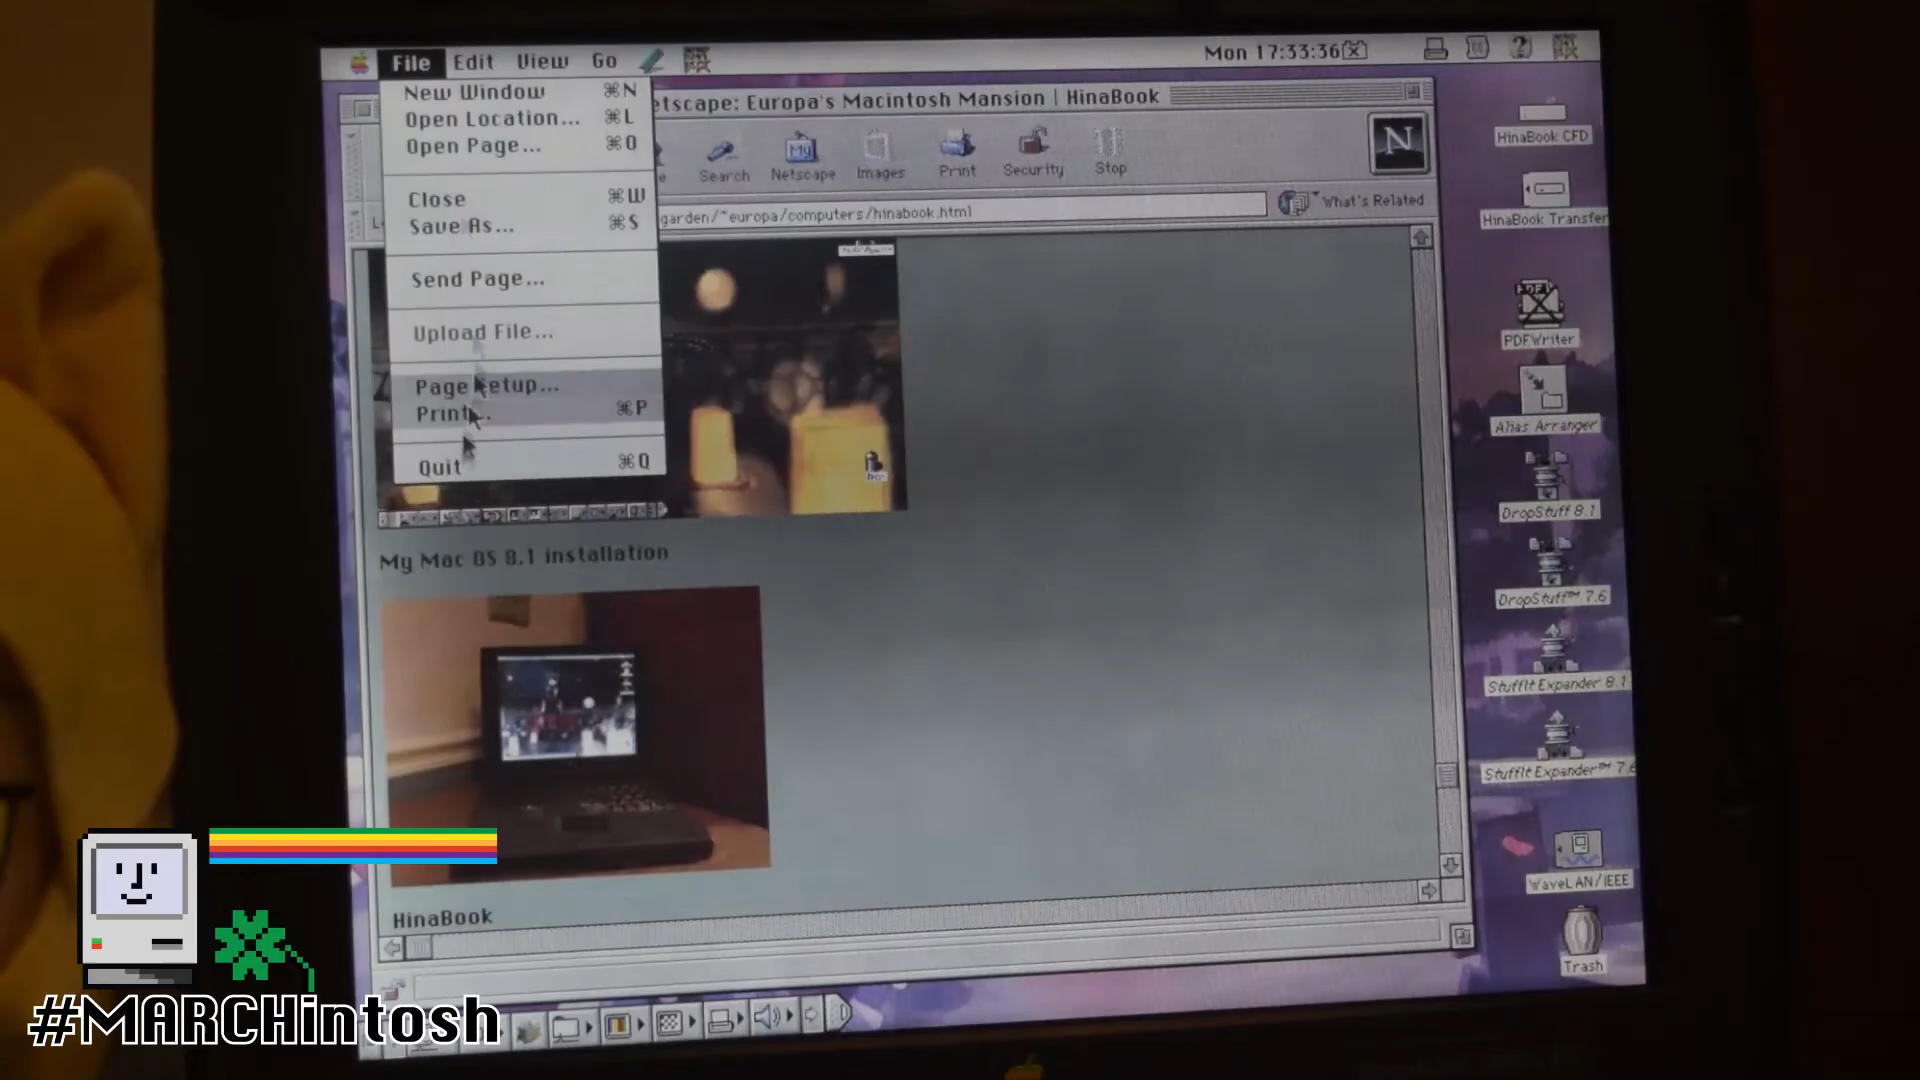 File Edit View Go
Mon 17:33:36
New Window ⌘N
Open Location... ⌘L
Open Page... ⌘O
Close ⌘W
Save As... ⌘S
Send Page...
Upload File...
Page Setup...
Print... ⌘P
Quit ⌘Q
etscape: Europa's Macintosh Mansion | HinaBook
Search
My
Netscape
Images
Print
Security
Stop
N
garden/~europa/computers/hinabook.html
What's Related
My Mac OS 8.1 installation
HinaBook
HinaBook CFD
HinaBook Transfer
PDF
PDFWriter
Alias Arranger
DropStuff 8.1
DropStuff™ 7.6
StuffIt Expander 8.1
StuffIt Expander™ 7.6
WaveLAN/IEEE
Trash
#MARCHintosh